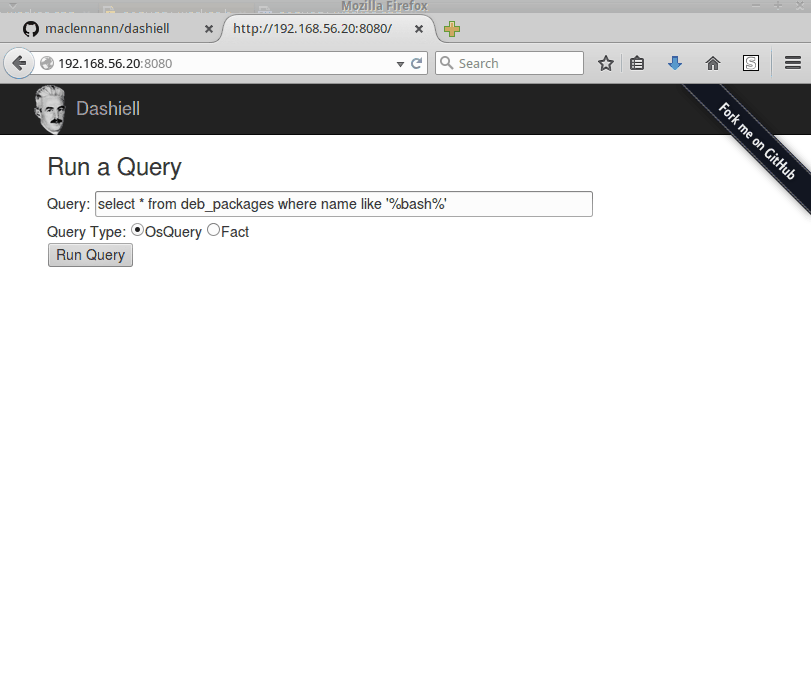 Mozilla Firefox
maclennann/dashiell
http://192.168.56.20:8080/
192.168.56.20:8080
Search
S
Dashiell
Fork me on GitHub
Run a Query
Query: select * from deb_packages where name like '%bash%'
Query Type: OsQuery Fact
Run Query